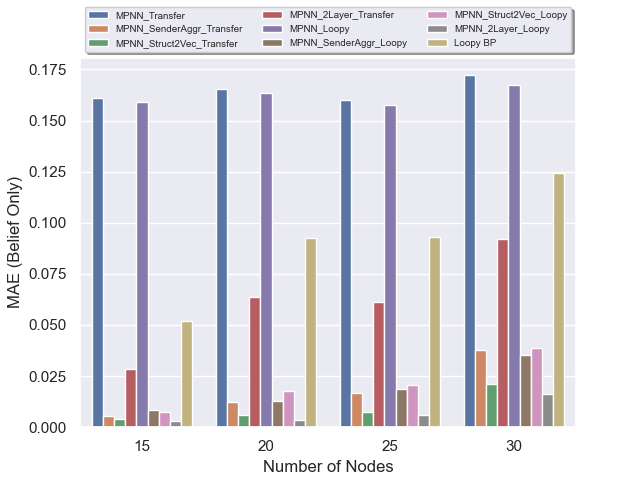 MPNN_Transfer
MPNN_SenderAggr_Transfer
MPNN_Struct2Vec_Transfer
MPNN_2Layer_Transfer
MPNN_Loopy
MPNN_SenderAggr_Loopy
MPNN_Struct2Vec_Loopy
MPNN_2Layer_Loopy
Loopy BP
0.175
0.150
0.125
0.100
0.075
0.050
0.025
0.000
MAE (Belief Only)
15 20 25 30
Number of Nodes